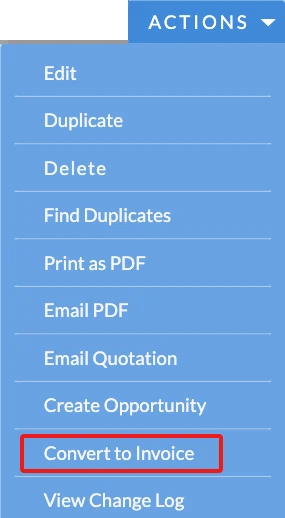 ACTIONS
Edit
Duplicate
Delete
Find Duplicates
Print as PDF
Email PDF
Email Quotation
Create Opportunity
Convert to Invoice
View Change Log